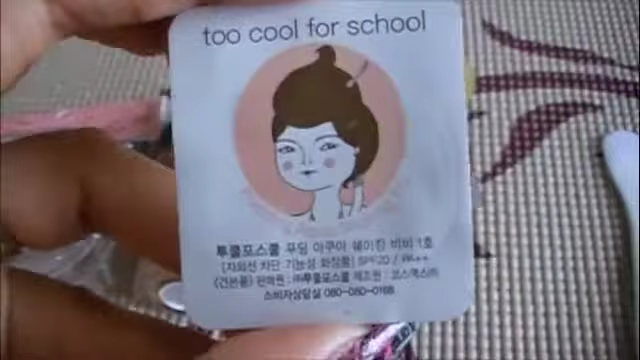 too cool for school
투쿨포스쿨 푸딩 아쿠아 쉐이킹 비비 1호
[자외선 차단 기능성 화장품] SPF20 / PA++
(견본품) 판매원 : ㈜투쿨포스쿨 제조원 : 코스맥스㈜
소비자상담실 080-080-0168